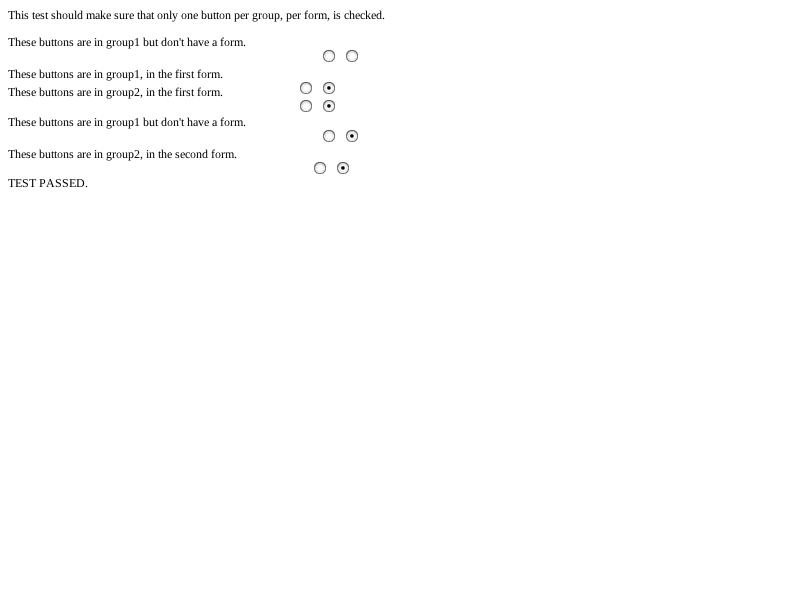 This test should make sure that only one button per group, per form, is checked.
These buttons are in group1 but don't have a form.
These buttons are in group1, in the first form.
These buttons are in group2, in the first form.
These buttons are in group1 but don't have a form.
These buttons are in group2, in the second form.
TEST PASSED.